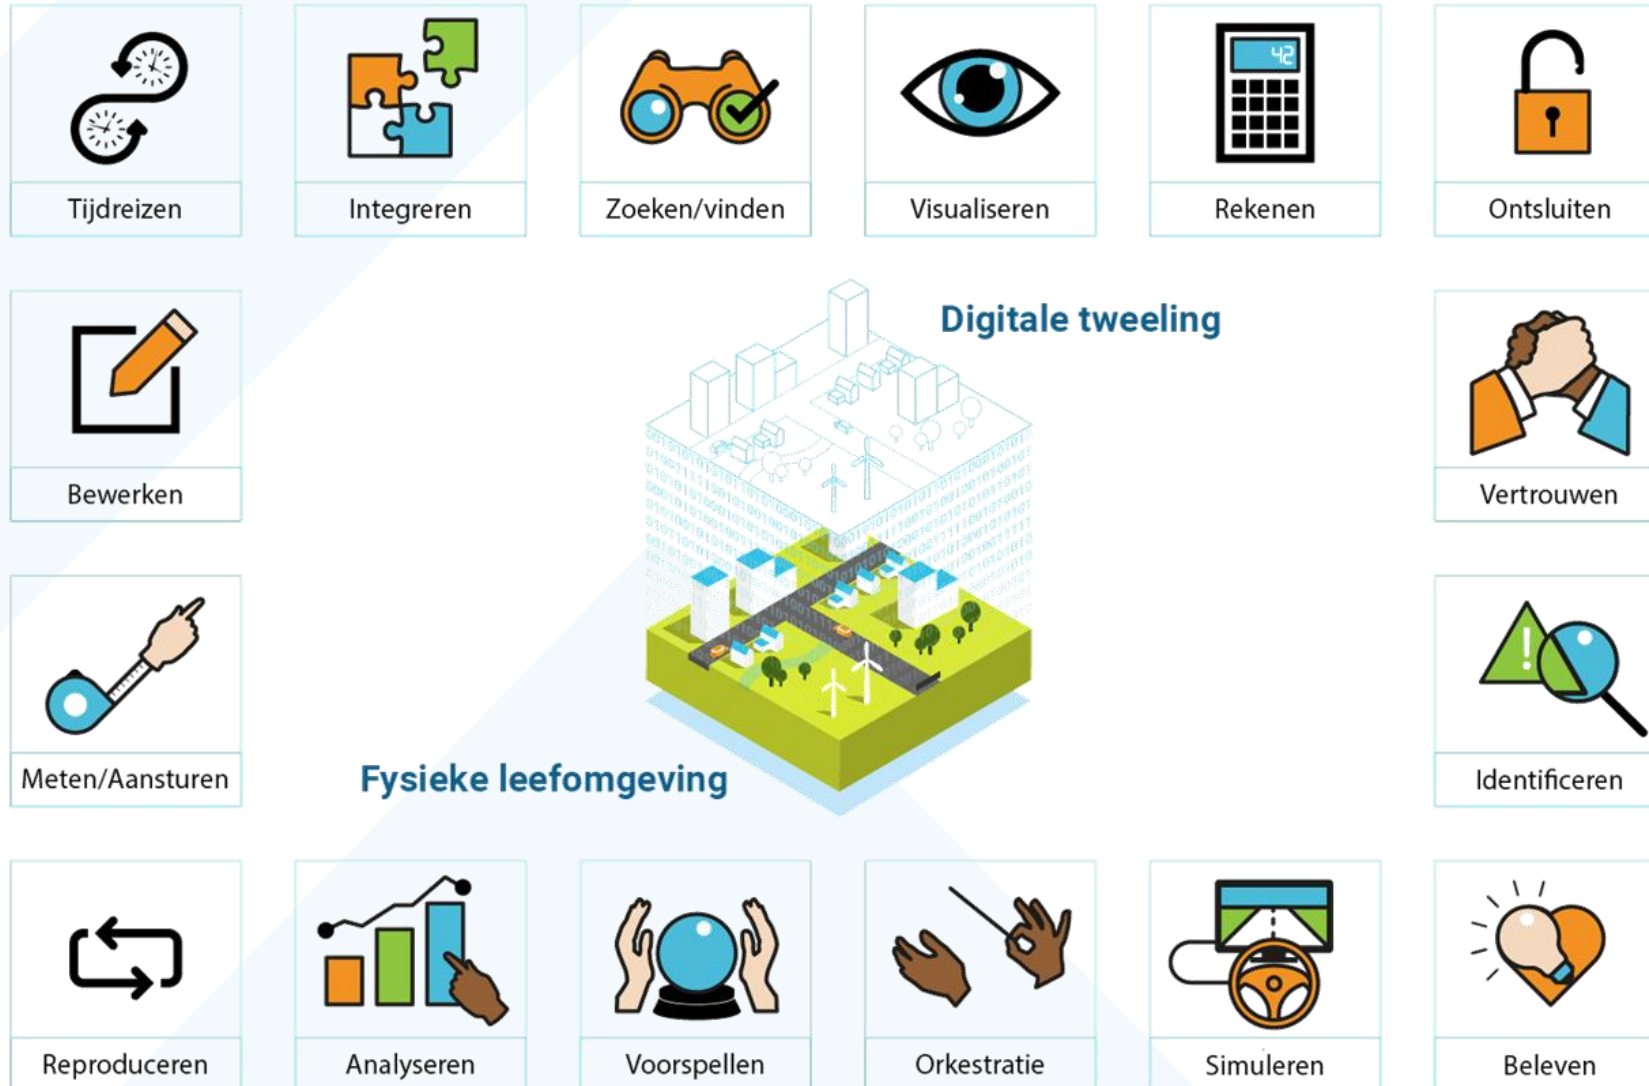 42
Tijdreizen
Integreren
Zoeken/vinden
Visualiseren
Rekenen
Ontsluiten
Digitale tweeling
Bewerken
Vertrouwen
Meten/Aansturen
Fysieke leefomgeving
Identificeren
Reproduceren
Analyseren
Voorspellen
Orkestratie
Simuleren
Beleven